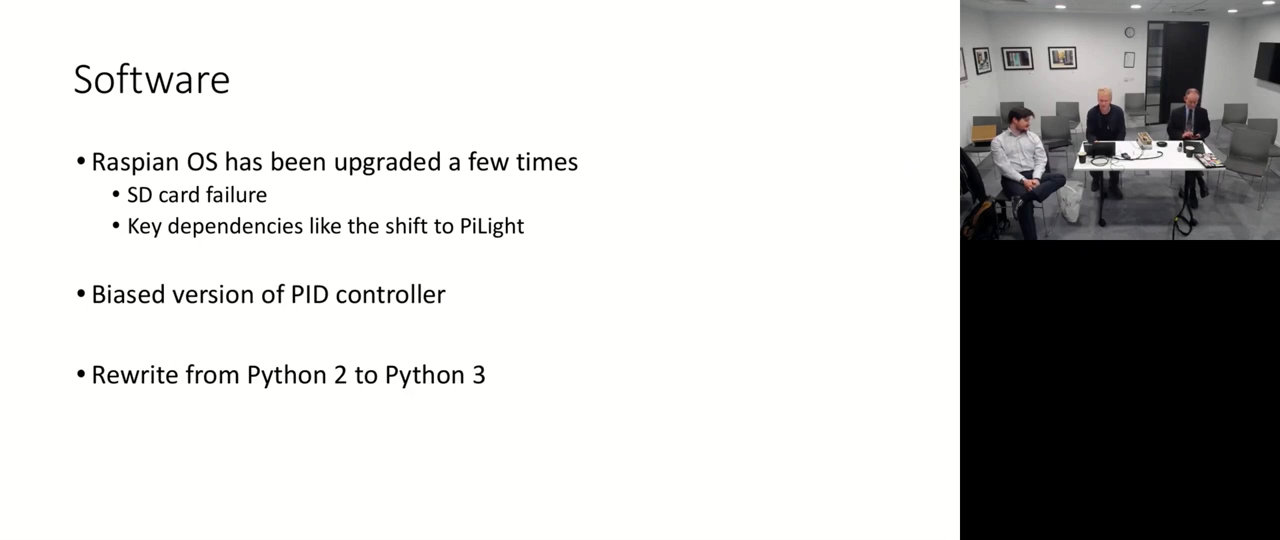 Software
• Raspian OS has been upgraded a few times
• SD card failure
• Key dependencies like the shift to PiLight
• Biased version of PID controller
• Rewrite from Python 2 to Python 3